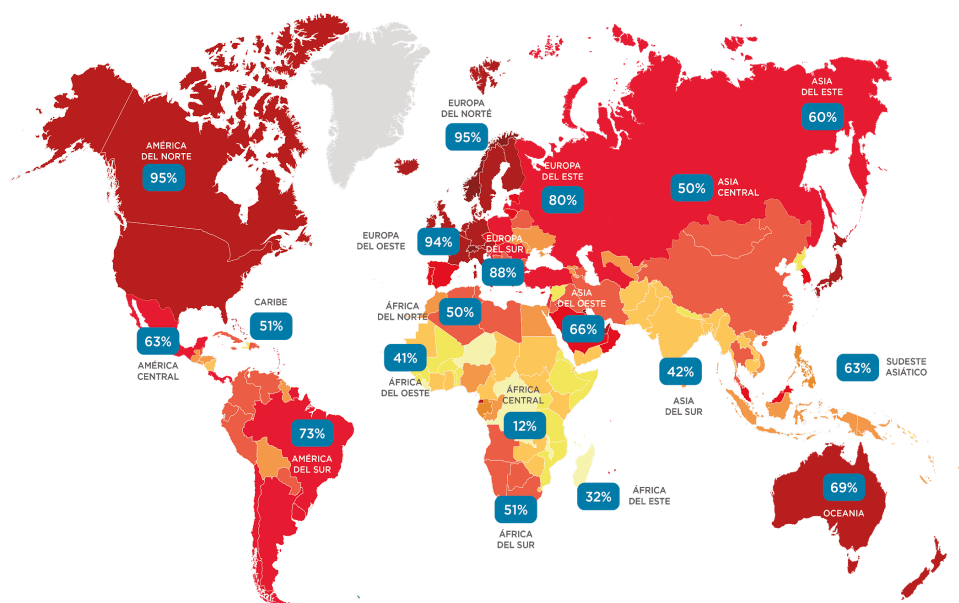 ASIA
DEL ESTE
60%
EUROPA
DEL NORTE
95%
AMÉRICA
DEL NORTE
95%
EUROPA
DEL ESTE
80%
50%
ASIA
CENTRAL
EUROPA
DEL OESTE
94%
EUROPA
DEL SUR
88%
ASIA
DEL OESTE
66%
CARIBE
51%
ÁFRICA
DEL NORTE
50%
63%
AMÉRICA
CENTRAL
41%
ÁFRICA
DEL OESTE
42%
ASIA
DEL SUR
63%
SUDESTE
ASIÁTICO
ÁFRICA
CENTRAL
12%
73%
AMÉRICA
DEL SUR
32%
ÁFRICA
DEL ESTE
51%
ÁFRICA
DEL SUR
69%
OCEANIA